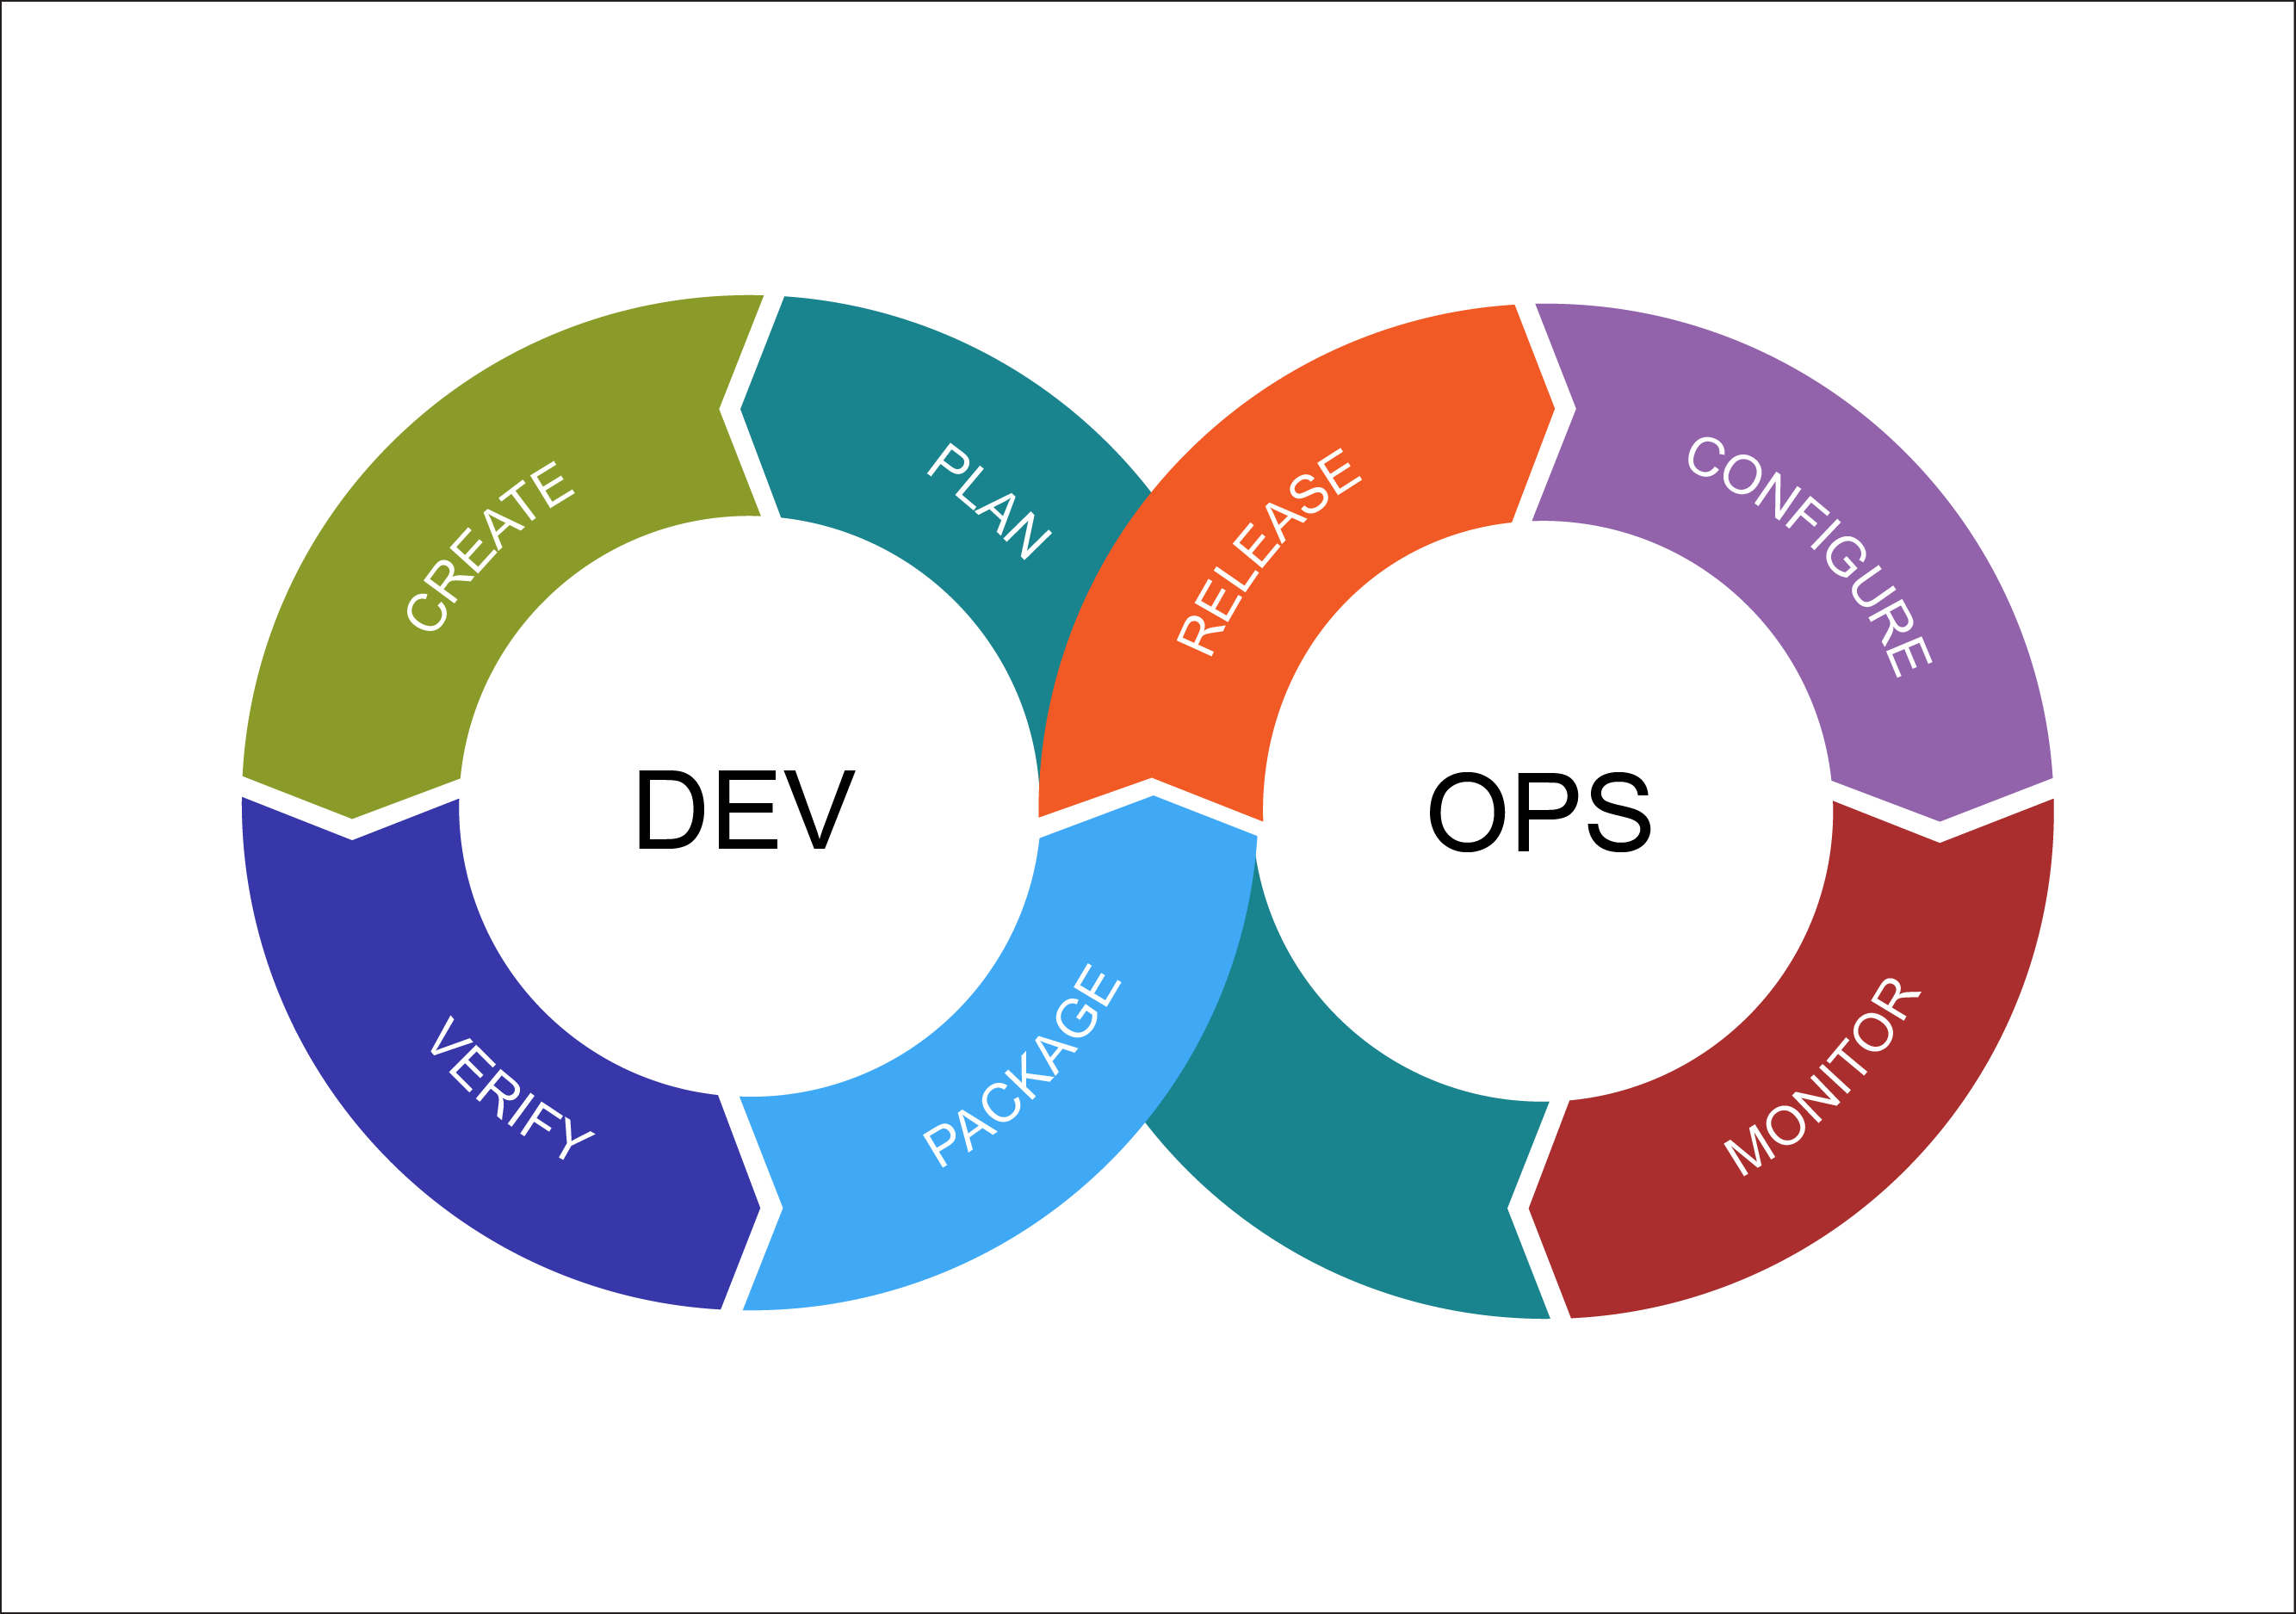 CREATE
PLAN
RELEASE
CONFIGURE
DEV
OPS
VERIFY
PACKAGE
MONITOR